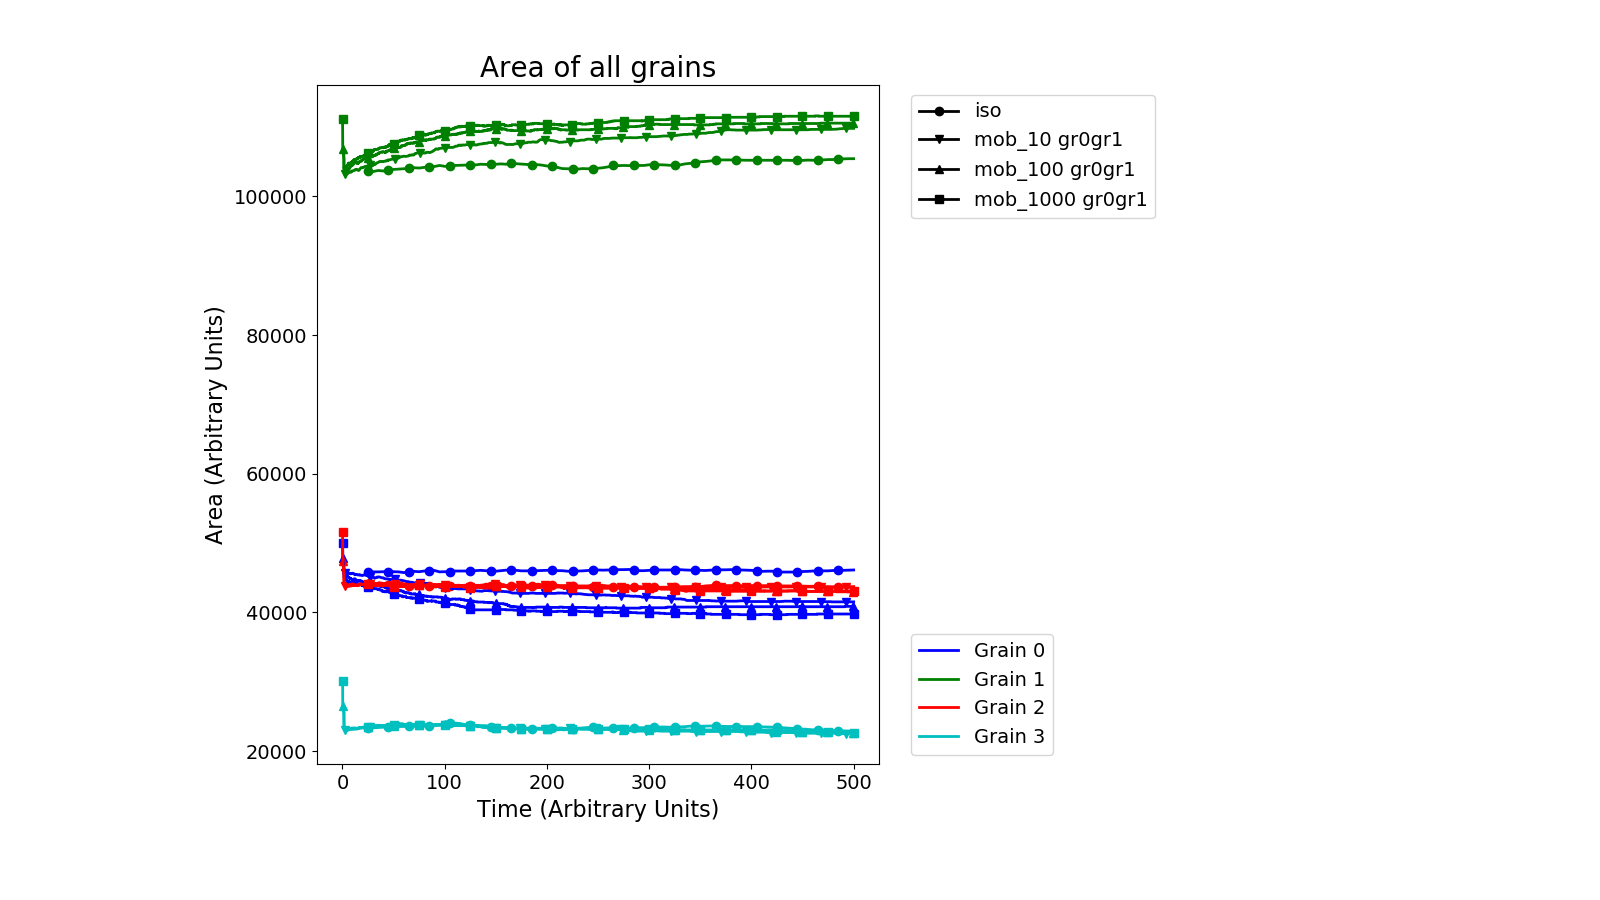 Area of all grains
Area (Arbitrary Units)
100000
80000
60000
40000
20000
0 100 200 300 400 500
Time (Arbitrary Units)
iso
mob_10 gr0gr1
mob_100 gr0gr1
mob_1000 gr0gr1
Grain 0
Grain 1
Grain 2
Grain 3